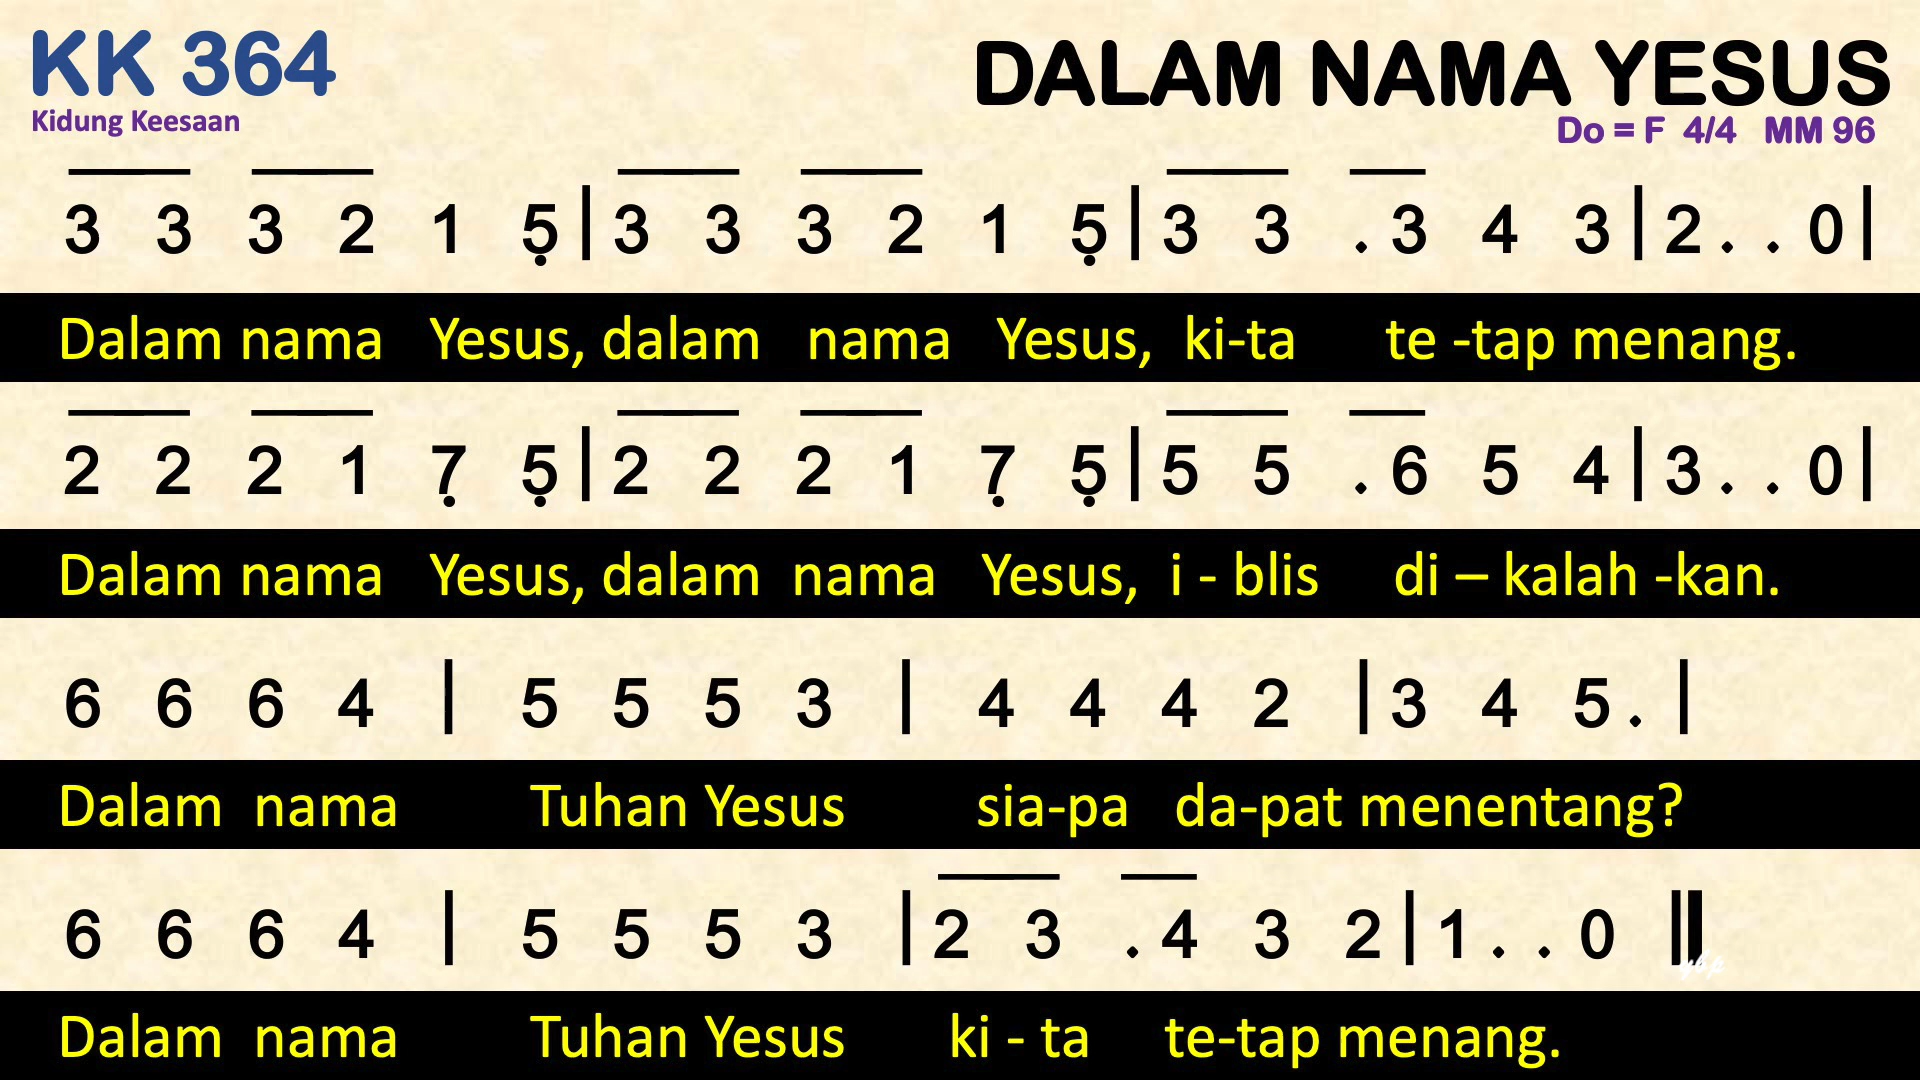 KK 364
DALAM NAMA YESUS
Kidung Keesaan
Do = F 4/4 MM 96
3 3 3 2 1 5̣ | 3 3 3 2 1 5̣ | 3 3 . 3 4 3 | 2 . . 0 |
Dalam nama Yesus, dalam nama Yesus, ki-ta te -tap menang.
2 2 2 1 7̣ 5̣ | 2 2 2 1 7̣ 5̣ | 5 5 . 6 5 4 | 3 . . 0 |
Dalam nama Yesus, dalam nama Yesus, i - blis di – kalah -kan.
6 6 6 4 | 5 5 5 3 | 4 4 4 2 | 3 4 5 . |
Dalam nama Tuhan Yesus sia-pa da-pat menentang?
6 6 6 4 | 5 5 5 3 | 2 3 . 4 3 2 | 1 . . 0 ||
Dalam nama Tuhan Yesus ki - ta te-tap menang.